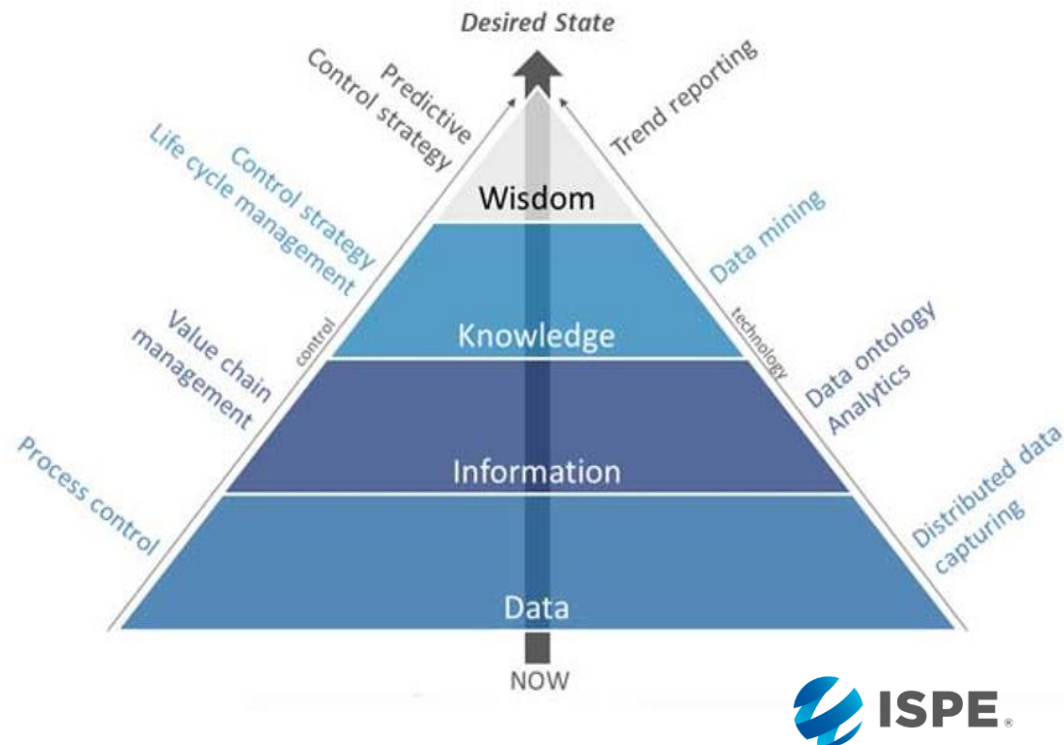 Desired State
Predictive
Control strategy
Trend reporting
Wisdom
Control strategy
Life cycle management
Data mining
control
technology
Knowledge
Value chain
management
Data ontology
Analytics
Information
Process control
Distributed data
capturing
Data
NOW
ISPE®